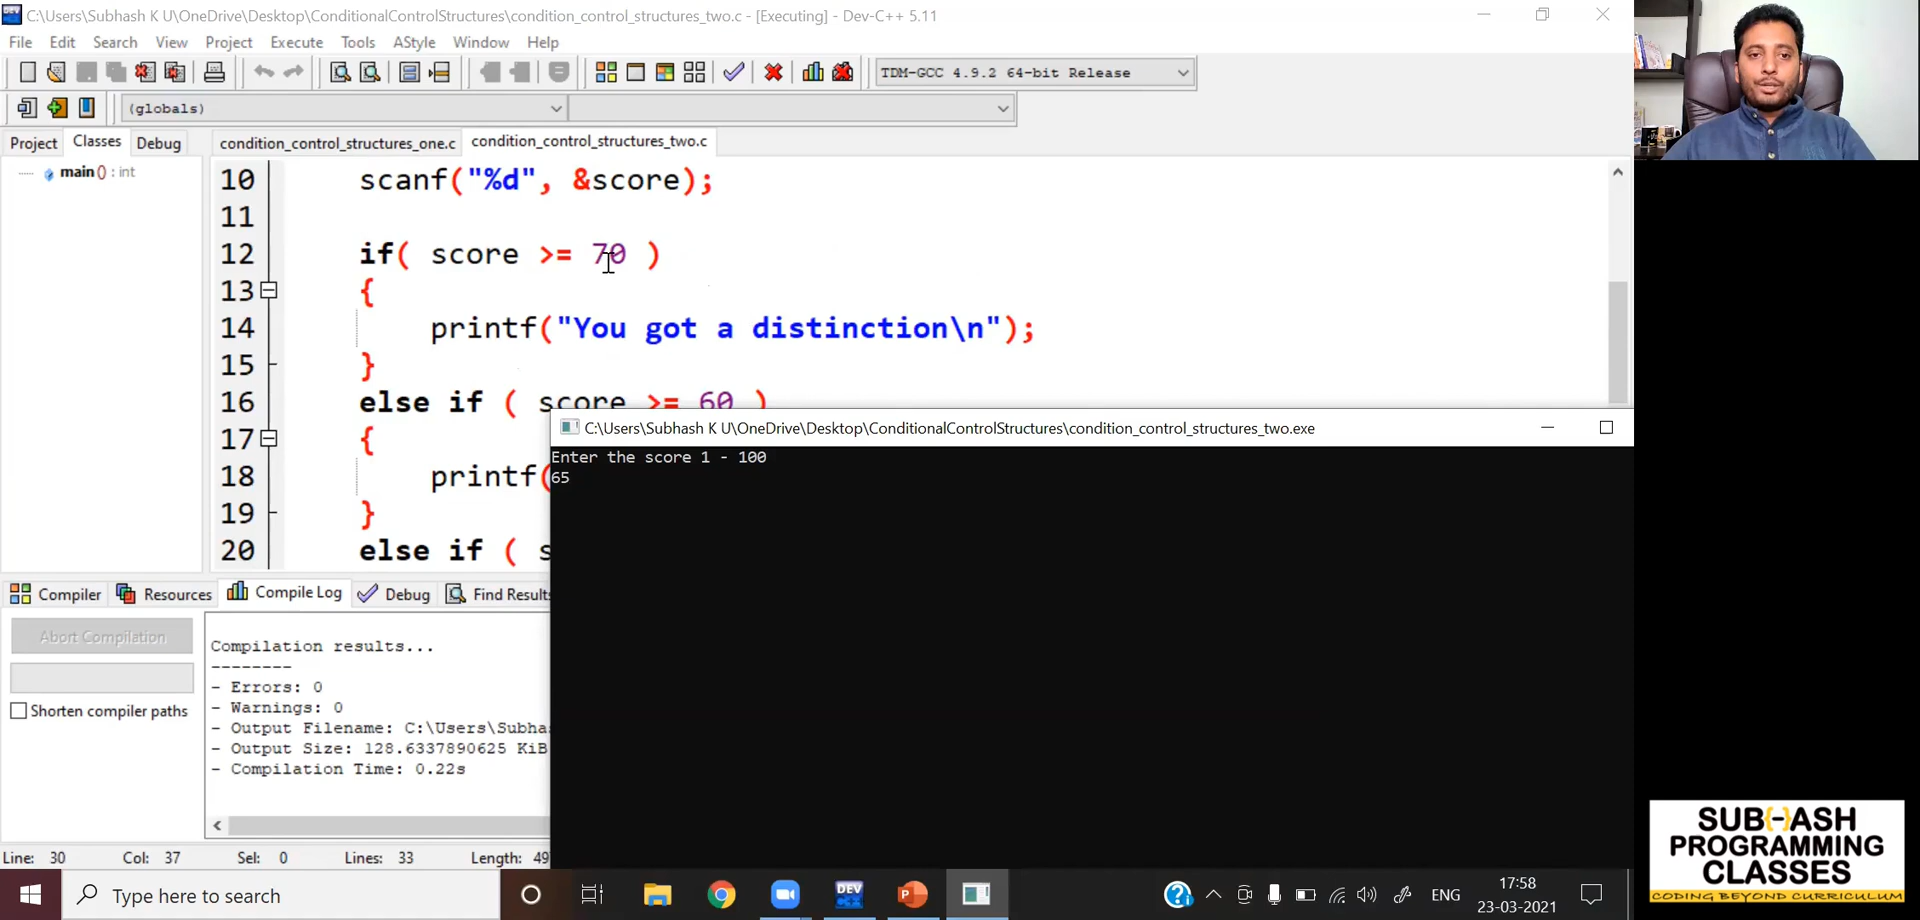 C:\Users\Subhash K U\OneDrive\Desktop\ConditionalControlStructures\condition_control_structures_two.c - [Executing] - Dev-C++ 5.11
File Edit Search View Project Execute Tools AStyle Window Help
TDM-GCC 4.9.2 64-bit Release
(globals)
Project Classes Debug
condition_control_structures_one.c condition_control_structures_two.c
main() : int
10 scanf("%d", &score);
11
12 if( score >= 70 )
13 {
14 printf("You got a distinction\n");
15 }
16 else if ( score >= 60 )
17 {
18 printf(
19 }
20 else if ( s
C:\Users\Subhash K U\OneDrive\Desktop\ConditionalControlStructures\condition_control_structures_two.exe
Enter the score 1 - 100
65
Compiler Resources Compile Log Debug Find Results
Abort Compilation
Shorten compiler paths
Compilation results...
--------
- Errors: 0
- Warnings: 0
- Output Filename: C:\Users\Subha
- Output Size: 128.6337890625 KiB
- Compilation Time: 0.22s
Line: 30 Col: 37 Sel: 0 Lines: 33 Length: 49
SUB{-}ASH
PROGRAMMING
CLASSES
CODING BEYOND CURRICULUM
Type here to search
DEV C++
ENG
17:58
23-03-2021